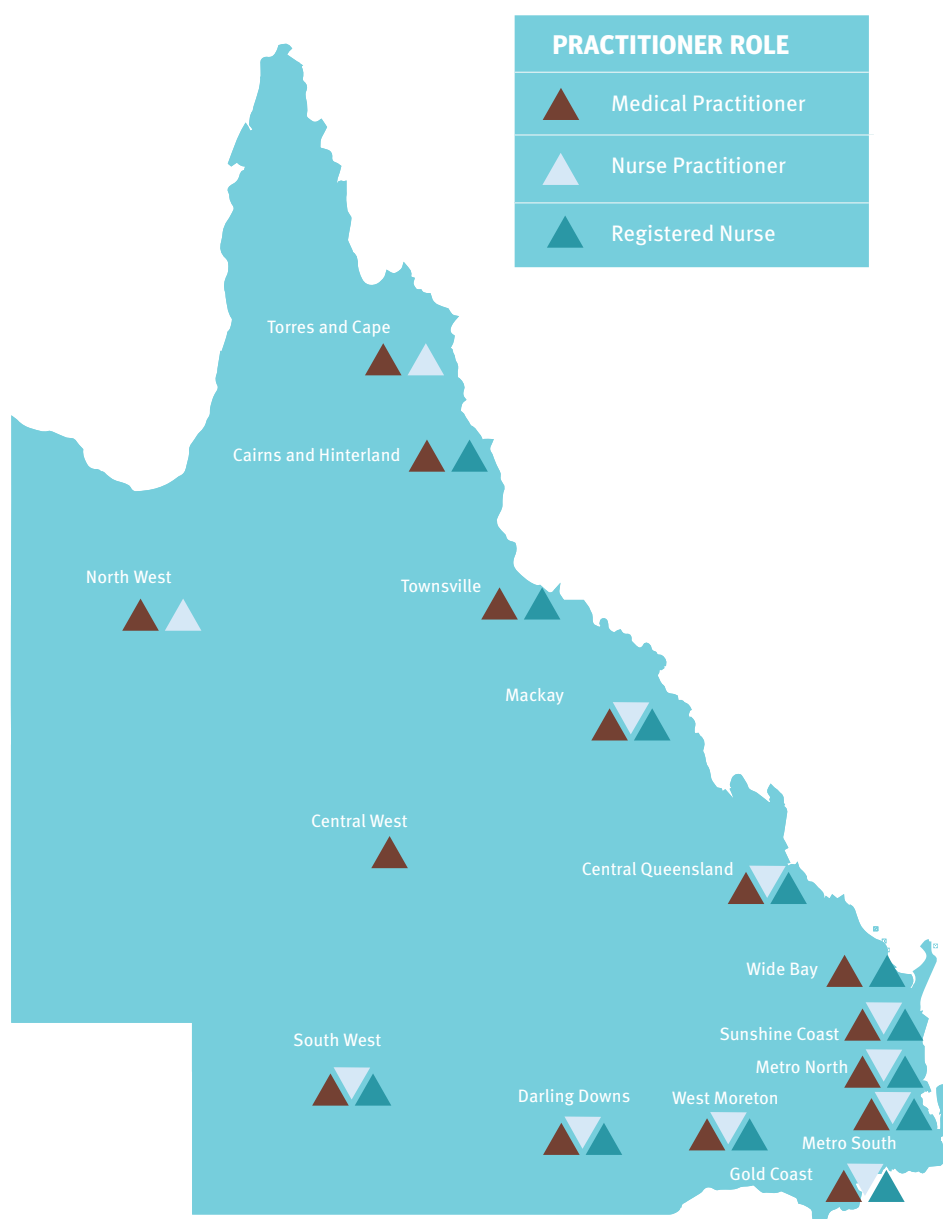 PRACTITIONER ROLE
Medical Practitioner
Nurse Practitioner
Registered Nurse
Torres and Cape
Cairns and Hinterland
North West
Townsville
Mackay
Central West
Central Queensland
Wide Bay
Sunshine Coast
South West
Metro North
Darling Downs
West Moreton
Metro South
Gold Coast